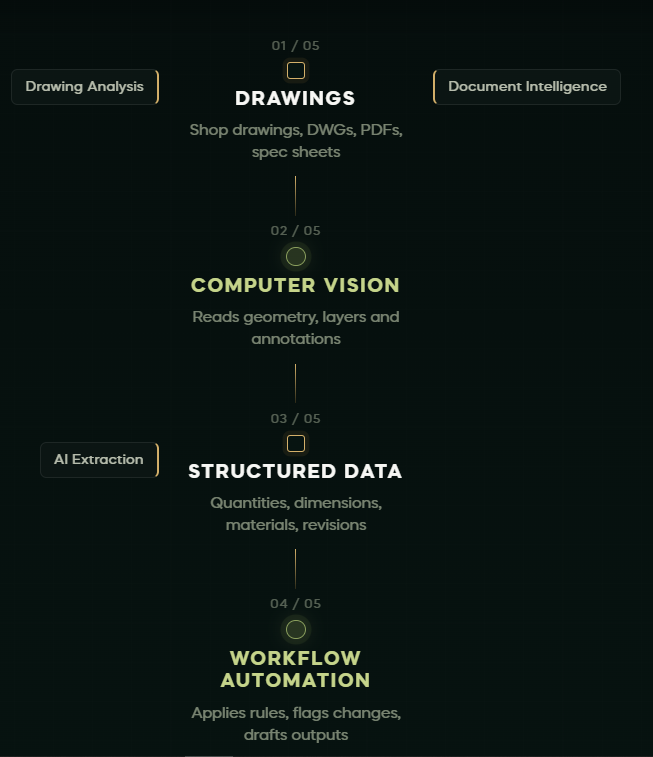 01 / 05
Drawing Analysis
Document Intelligence
DRAWINGS
Shop drawings, DWGs, PDFs,
spec sheets
02 / 05
COMPUTER VISION
Reads geometry, layers and
annotations
03 / 05
AI Extraction
STRUCTURED DATA
Quantities, dimensions,
materials, revisions
04 / 05
WORKFLOW
AUTOMATION
Applies rules, flags changes,
drafts outputs